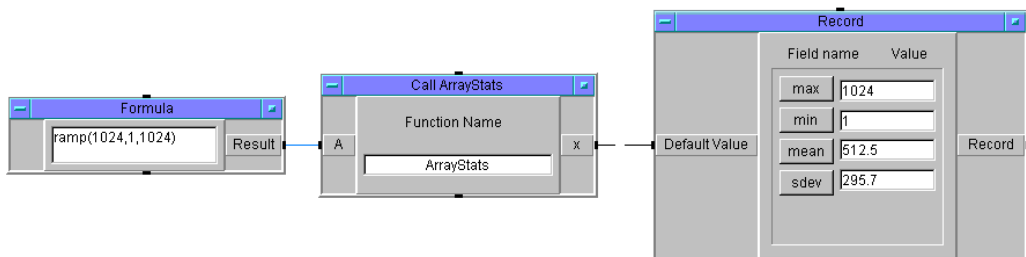 Formula
ramp(1024,1,1024)
Result
Call ArrayStats
Function Name
A
ArrayStats
x
Record
Default Value
Field name Value
max 1024
min 1
mean 512.5
sdev 295.7
Record